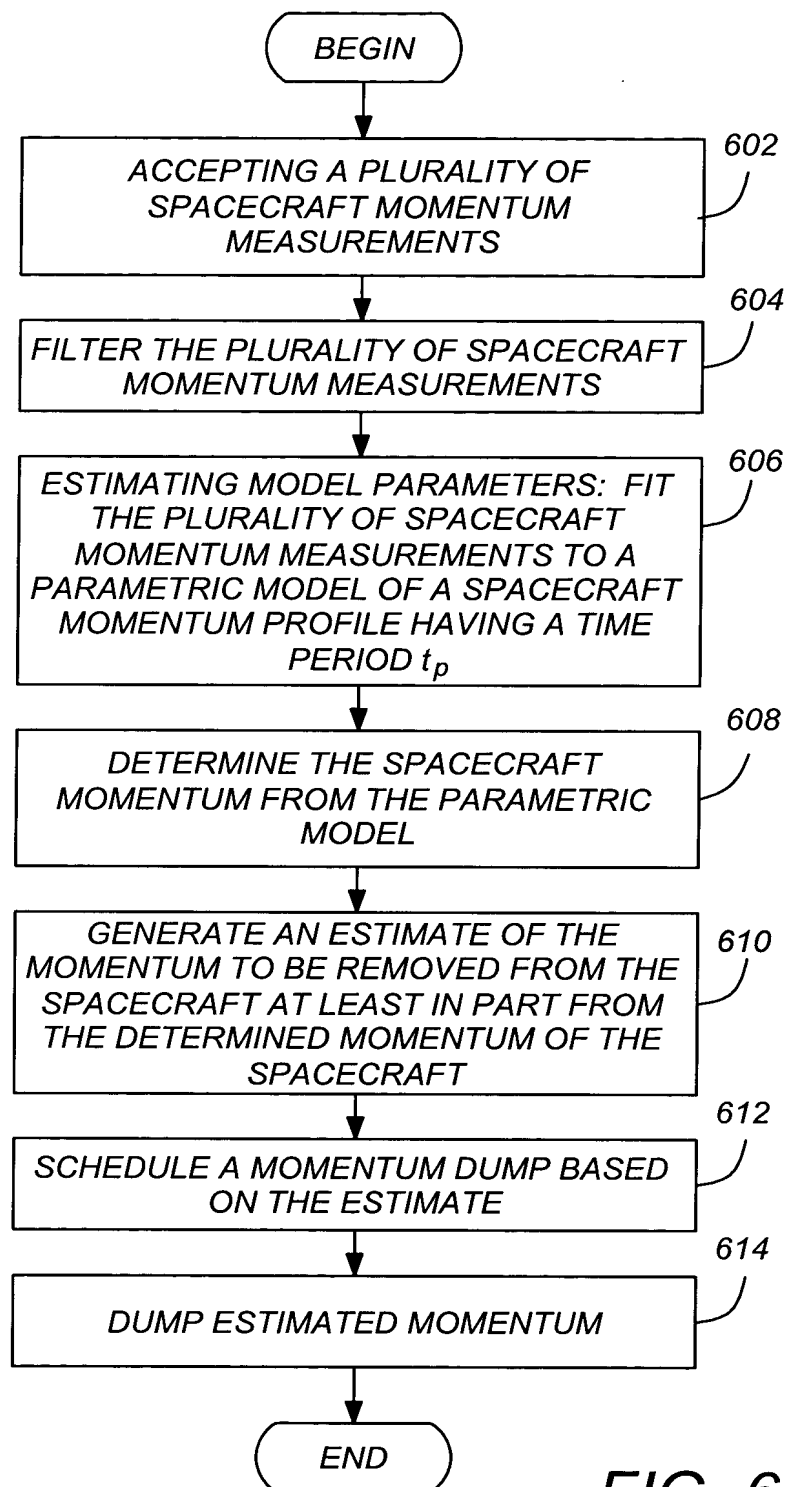 BEGIN
602
ACCEPTING A PLURALITY OF
SPACECRAFT MOMENTUM
MEASUREMENTS
604
FILTER THE PLURALITY OF SPACECRAFT
MOMENTUM MEASUREMENTS
606
ESTIMATING MODEL PARAMETERS: FIT
THE PLURALITY OF SPACECRAFT
MOMENTUM MEASUREMENTS TO A
PARAMETRIC MODEL OF A SPACECRAFT
MOMENTUM PROFILE HAVING A TIME
PERIOD tp
608
DETERMINE THE SPACECRAFT
MOMENTUM FROM THE PARAMETRIC
MODEL
610
GENERATE AN ESTIMATE OF THE
MOMENTUM TO BE REMOVED FROM THE
SPACECRAFT AT LEAST IN PART FROM
THE DETERMINED MOMENTUM OF THE
SPACECRAFT
612
SCHEDULE A MOMENTUM DUMP BASED
ON THE ESTIMATE
614
DUMP ESTIMATED MOMENTUM
END
FIG. 6